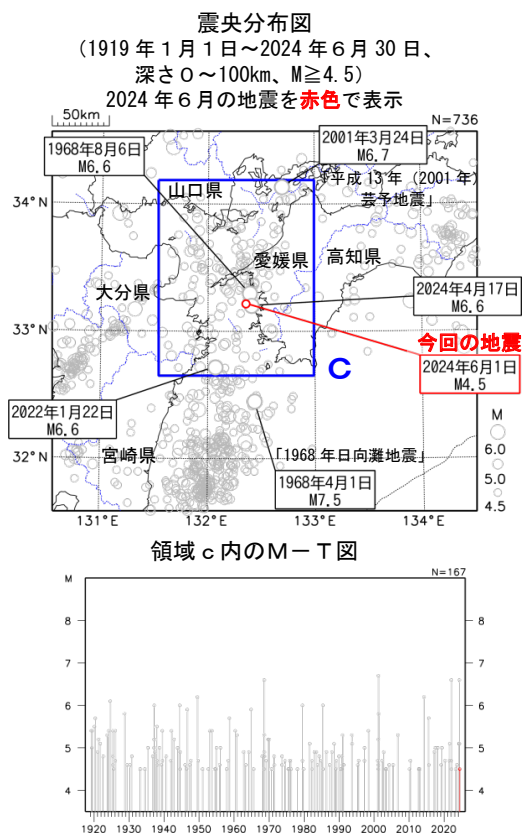 震央分布図
（1919年１月１日～2024年６月30日、
深さ０～100km、M≧4.5）
2024年６月の地震を赤色で表示
50km
N=736
1968年8月6日
M6.6
2001年3月24日
M6.7
「平成13年（2001年）
芸予地震」
山口県
34°N
愛媛県
高知県
大分県
2024年4月17日
M6.6
33°N
今回の地震
2024年6月1日
M4.5
c
2022年1月22日
M6.6
M
6.0
5.0
4.5
宮崎県
32°N
「1968年日向灘地震」
1968年4月1日
M7.5
131°E
132°E
133°E
134°E
領域ｃ内のＭ－Ｔ図
M
N=167
8 8
7 7
6 6
5 5
4 4
1920 1930 1940 1950 1960 1970 1980 1990 2000 2010 2020